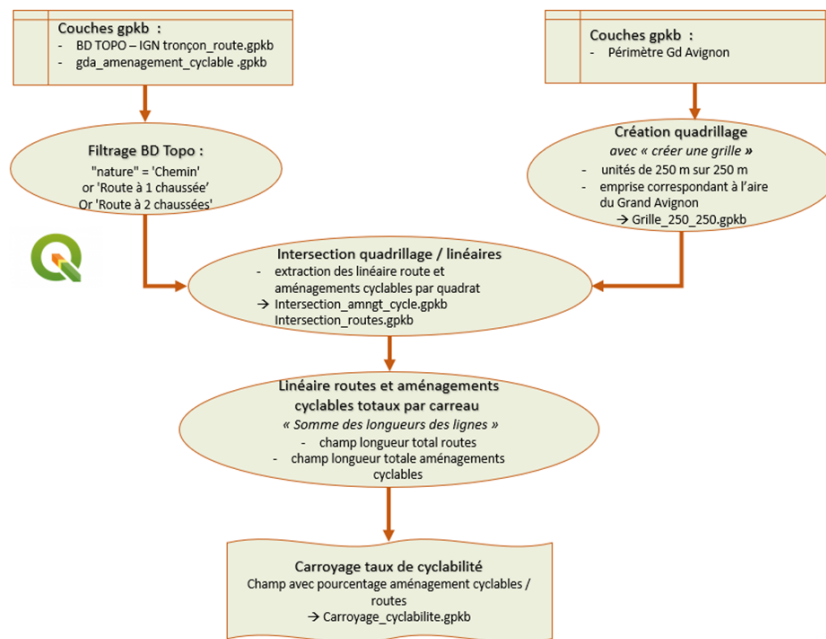 Couches gpkb :
- BD TOPO – IGN tronçon_route.gpkb
- gda_amenagement_cyclable .gpkb
Couches gpkb :
- Périmètre Gd Avignon
Filtrage BD Topo :
"nature" = 'Chemin'
or 'Route à 1 chaussée'
Or 'Route à 2 chaussées'
Création quadrillage
avec « créer une grille »
- unités de 250 m sur 250 m
- emprise correspondant à l'aire
du Grand Avignon
→ Grille_250_250.gpkb
Intersection quadrillage / linéaires
- extraction des linéaire route et
aménagements cyclables par quadrat
→ Intersection_amngt_cycle.gpkb
Intersection_routes.gpkb
Linéaire routes et aménagements
cyclables totaux par carreau
« Somme des longueurs des lignes »
- champ longueur total routes
- champ longueur totale aménagements
cyclables
Carroyage taux de cyclabilité
Champ avec pourcentage aménagement cyclables /
routes
→ Carroyage_cyclabilite.gpkb